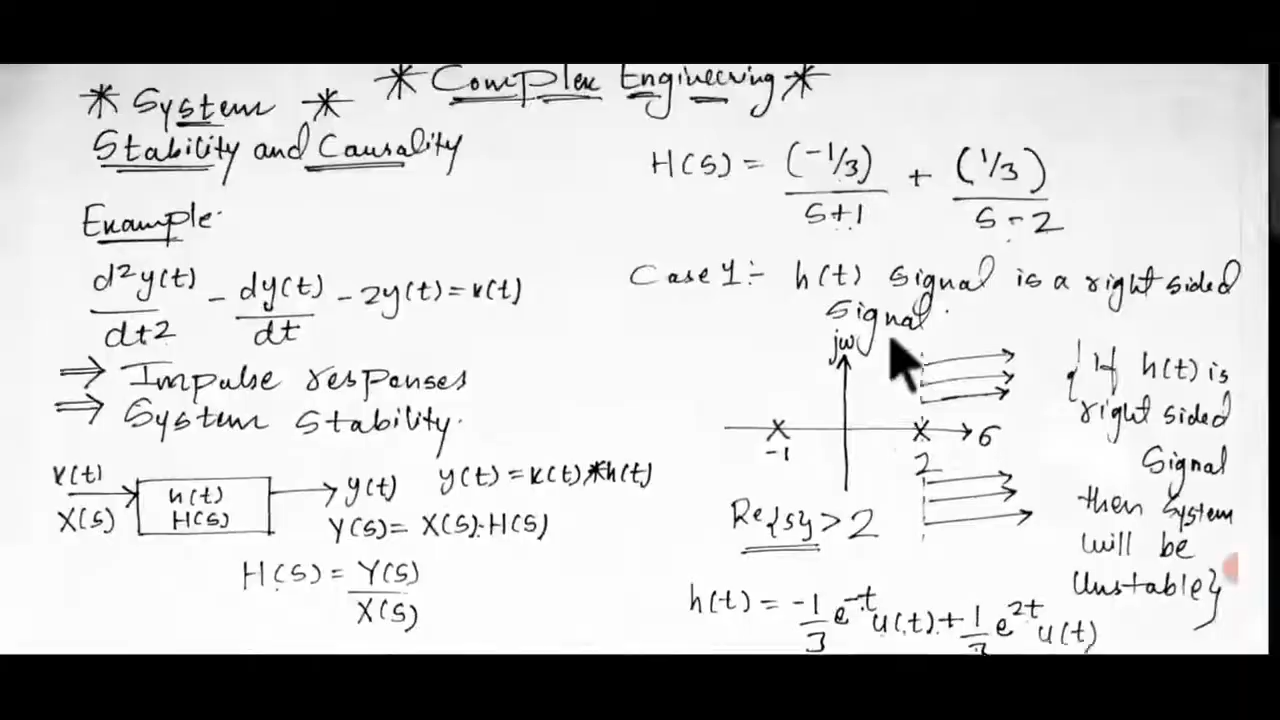 * Complex Engineering *
* System *
Stability and Causality
Example:
d²y(t)/dt2 - dy(t)/dt - 2y(t) = x(t)
⇒ Impulse responses
⇒ System Stability.
x(t)
X(s)
h(t)
H(s)
y(t)
y(t) = x(t)*h(t)
Y(s) = X(s).H(s)
H(s) = Y(s)/X(s)
H(s) = (-1/3)/(s+1) + (1/3)/(s-2)
Case 1:- h(t) signal is a right sided
Signal.
jw
-1
2
σ
Re{s} > 2
{If h(t) is
right sided
Signal
then System
will be
Unstable}
h(t) = -1/3 e^-t u(t) + 1/3 e^2t u(t)